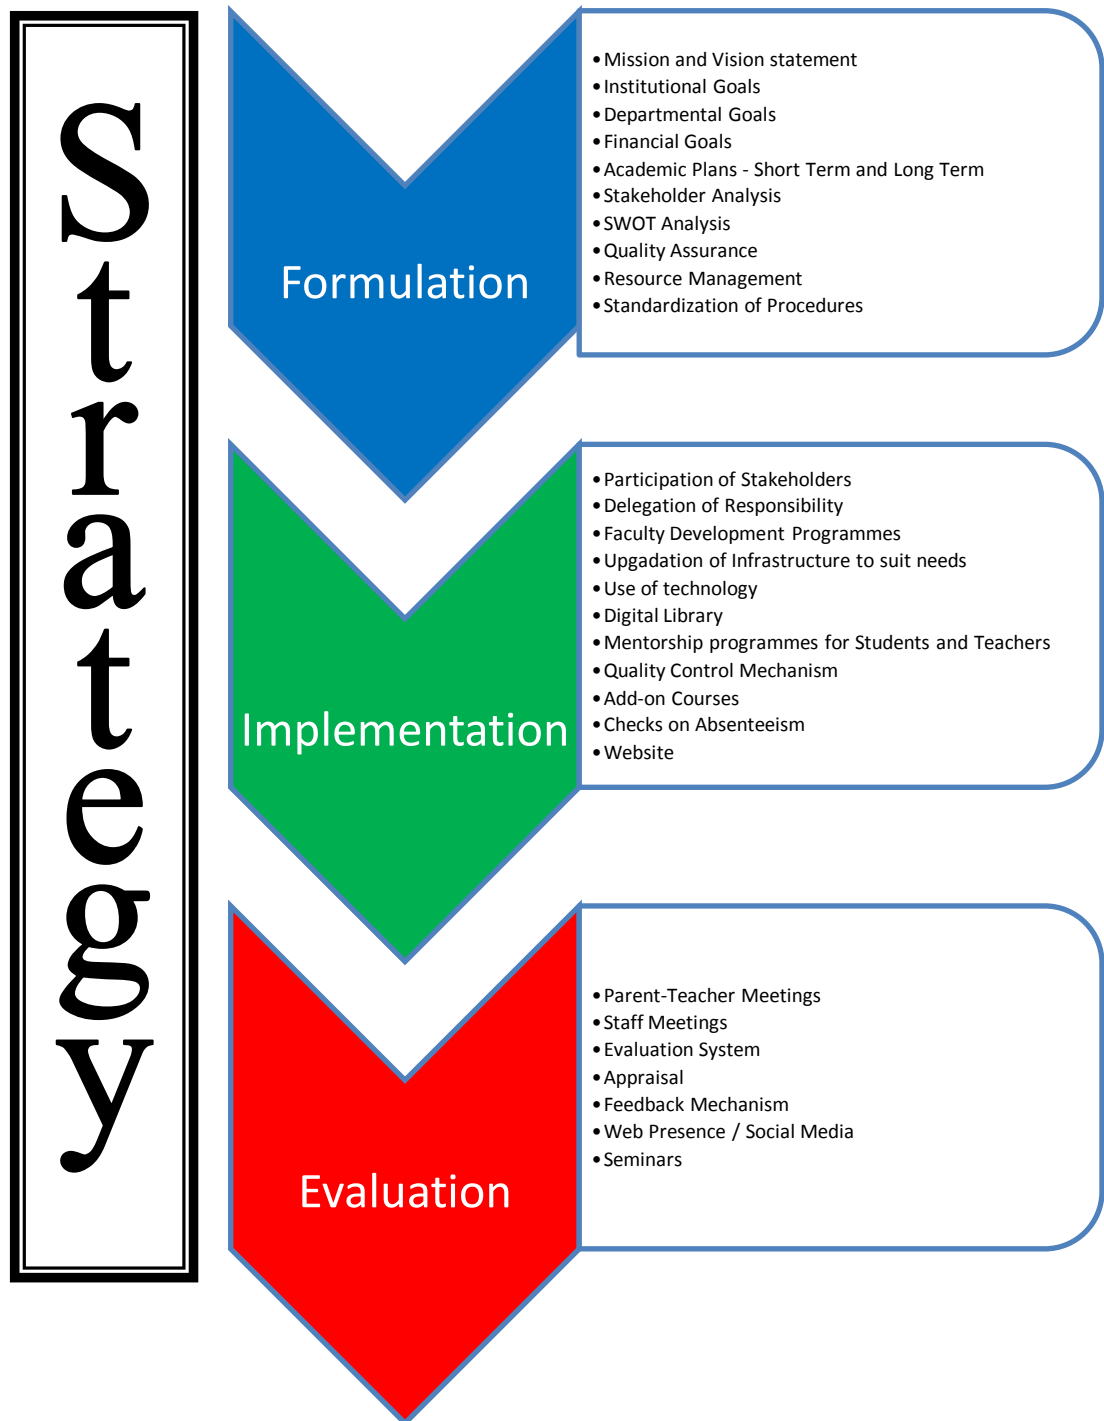 Strategy
Formulation
•Mission and Vision statement
•Institutional Goals
•Departmental Goals
•Financial Goals
•Academic Plans - Short Term and Long Term
•Stakeholder Analysis
•SWOT Analysis
•Quality Assurance
•Resource Management
•Standardization of Procedures
Implementation
•Participation of Stakeholders
•Delegation of Responsibility
•Faculty Development Programmes
•Upgadation of Infrastructure to suit needs
•Use of technology
•Digital Library
•Mentorship programmes for Students and Teachers
•Quality Control Mechanism
•Add-on Courses
•Checks on Absenteeism
•Website
Evaluation
•Parent-Teacher Meetings
•Staff Meetings
•Evaluation System
•Appraisal
•Feedback Mechanism
•Web Presence / Social Media
•Seminars